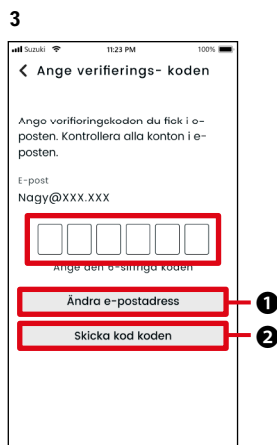 3
Suzuki 11:23 PM 100%
Ange verifierings- koden
Ange verifieringskoden du fick i e-
posten. Kontrollera alla konton i e-
posten.
E-post
Nagy@XXX.XXX
Ange den 6-siffriga koden
Ändra e-postadress
1
Skicka kod koden
2